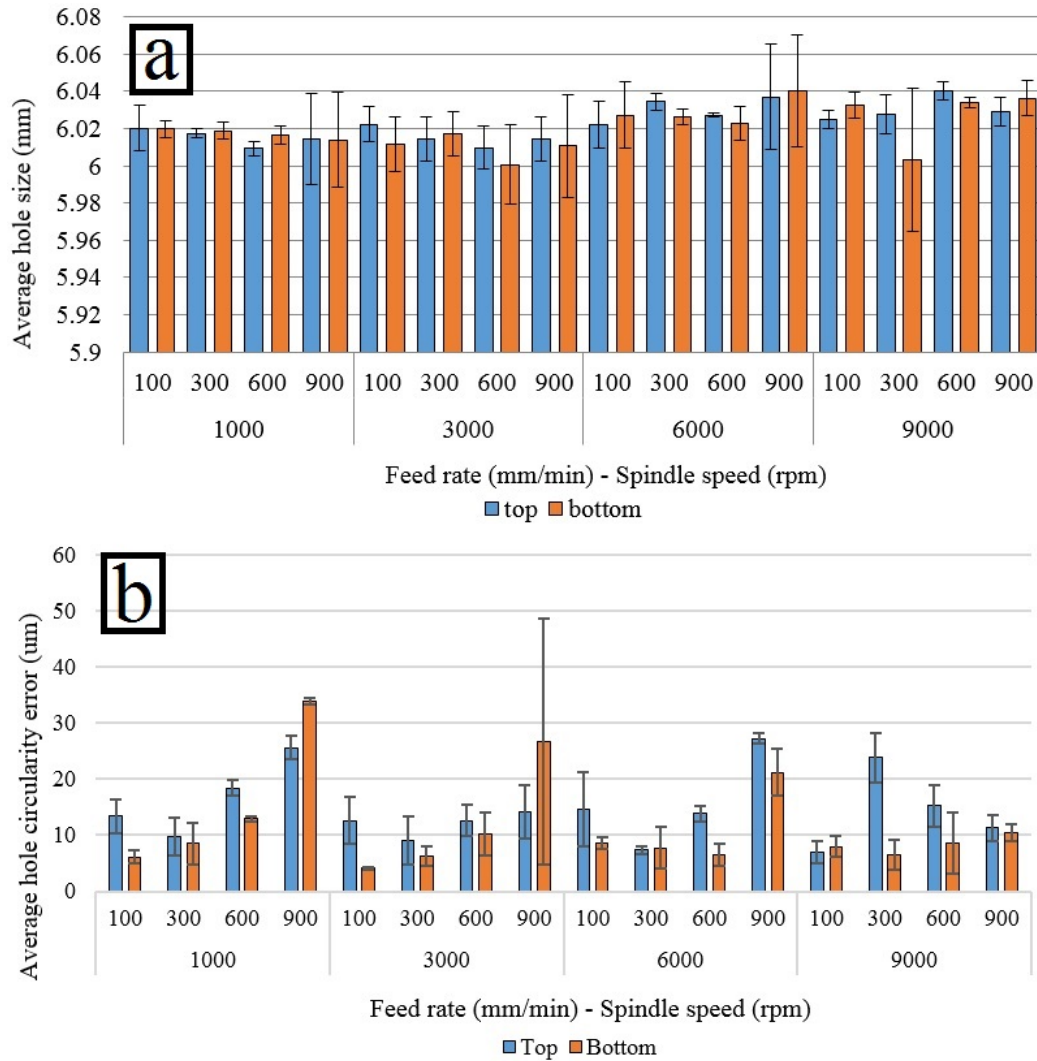 a
6.08
6.06
6.04
6.02
6
5.98
5.96
5.94
5.92
5.9
Average hole size (mm)
100 300 600 900 100 300 600 900 100 300 600 900 100 300 600 900
1000 3000 6000 9000
Feed rate (mm/min) - Spindle speed (rpm)
top bottom
b
60
50
40
30
20
10
0
Average hole circularity error (um)
100 300 600 900 100 300 600 900 100 300 600 900 100 300 600 900
1000 3000 6000 9000
Feed rate (mm/min) - Spindle speed (rpm)
Top Bottom